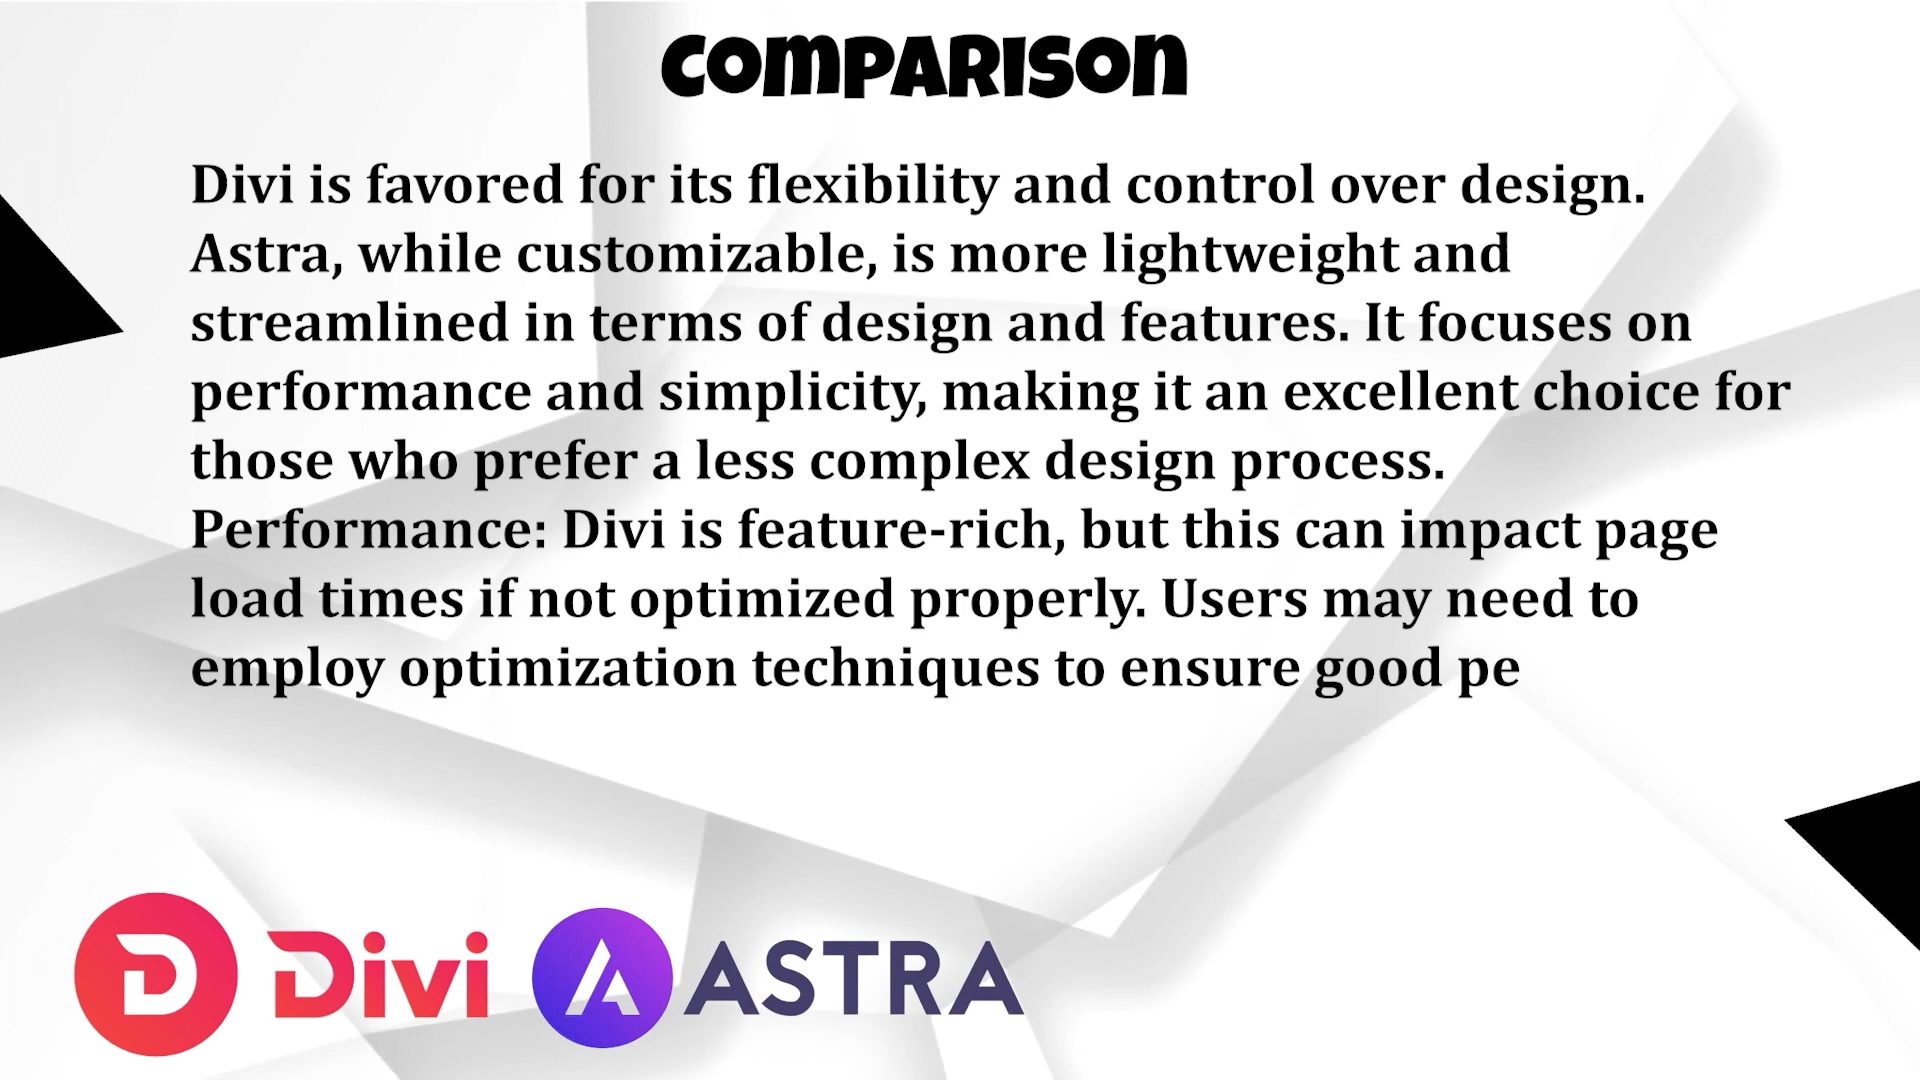 COMPARISON
Divi is favored for its flexibility and control over design.
Astra, while customizable, is more lightweight and
streamlined in terms of design and features. It focuses on
performance and simplicity, making it an excellent choice for
those who prefer a less complex design process.
Performance: Divi is feature-rich, but this can impact page
load times if not optimized properly. Users may need to
employ optimization techniques to ensure good pe
D Divi ASTRA